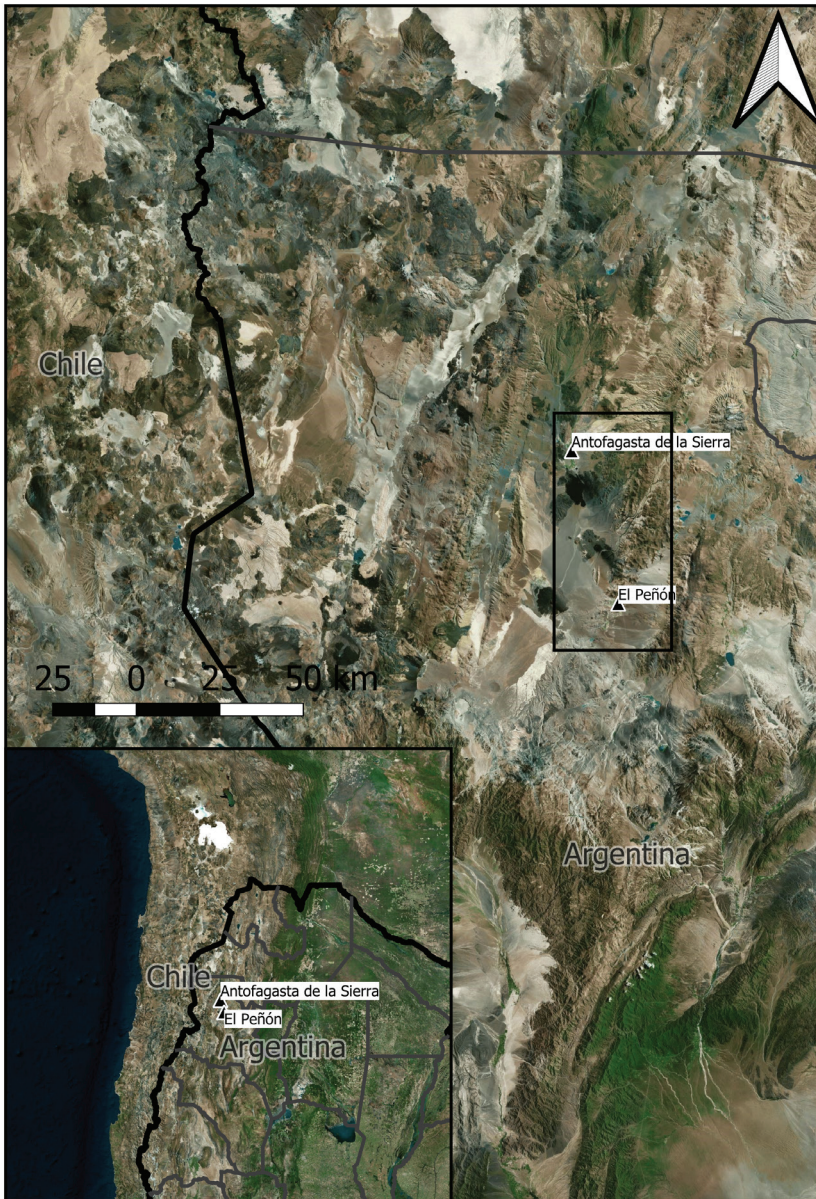 Chile
Antofagasta de la Sierra
El Peñón
25 0 25 50 km
Argentina
Chile
Antofagasta de la Sierra
El Peñón
Argentina